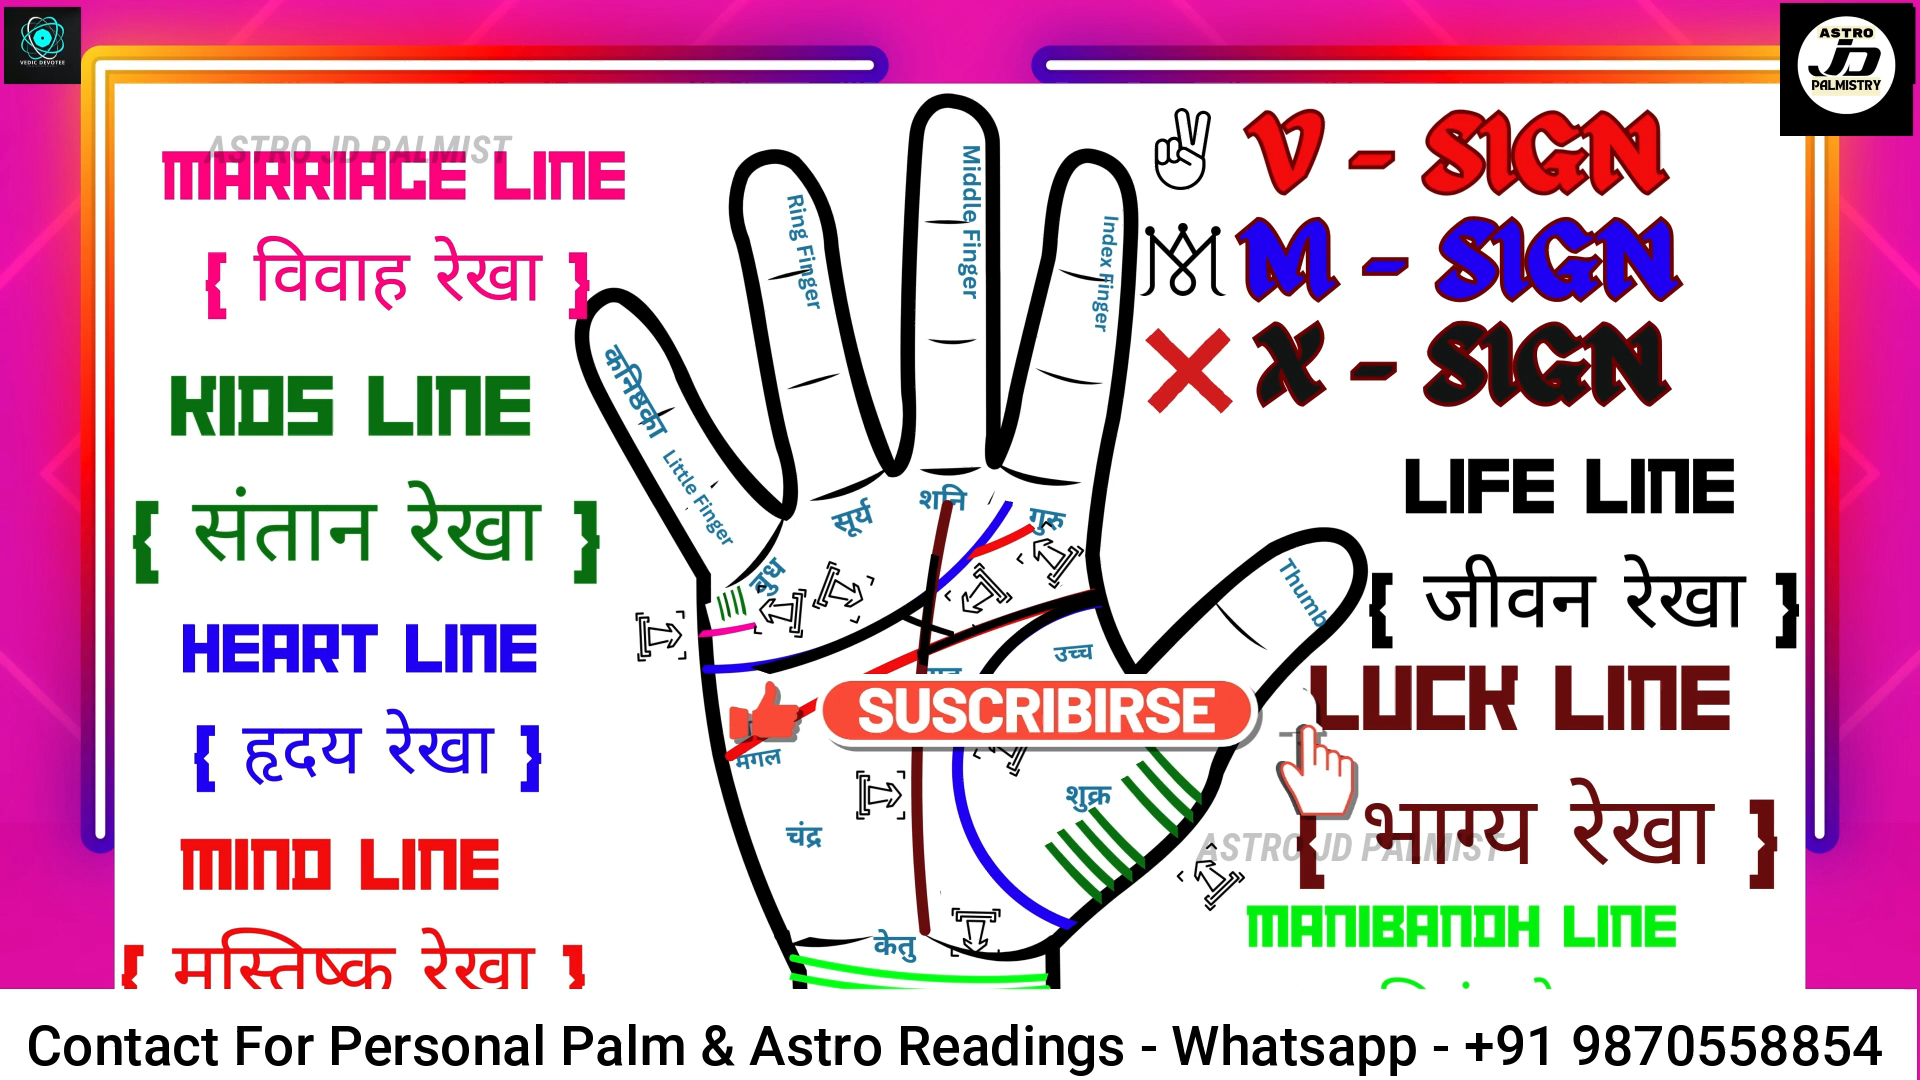 VEDIC DEVOTEE
ASTRO
JD
PALMISTRY
ASTRO JD PALMIST
MARRIAGE LINE
{ विवाह रेखा }
KIDS LINE
{ संतान रेखा }
HEART LINE
{ हृदय रेखा }
MIND LINE
{ मस्तिष्क रेखा }
कनिष्ठका Little Finger
Ring Finger
Middle Finger
Index Finger
Thumb
सूर्य
शनि
गुरु
बुध
उच्च
SUSCRIBIRSE
मंगल
शुक्र
चंद्र
केतु
V - SIGN
M - SIGN
X - SIGN
LIFE LINE
{ जीवन रेखा }
LUCK LINE
{ भाग्य रेखा }
ASTRO JD PALMIST
MANIBANDH LINE
Contact For Personal Palm & Astro Readings - Whatsapp - +91 9870558854